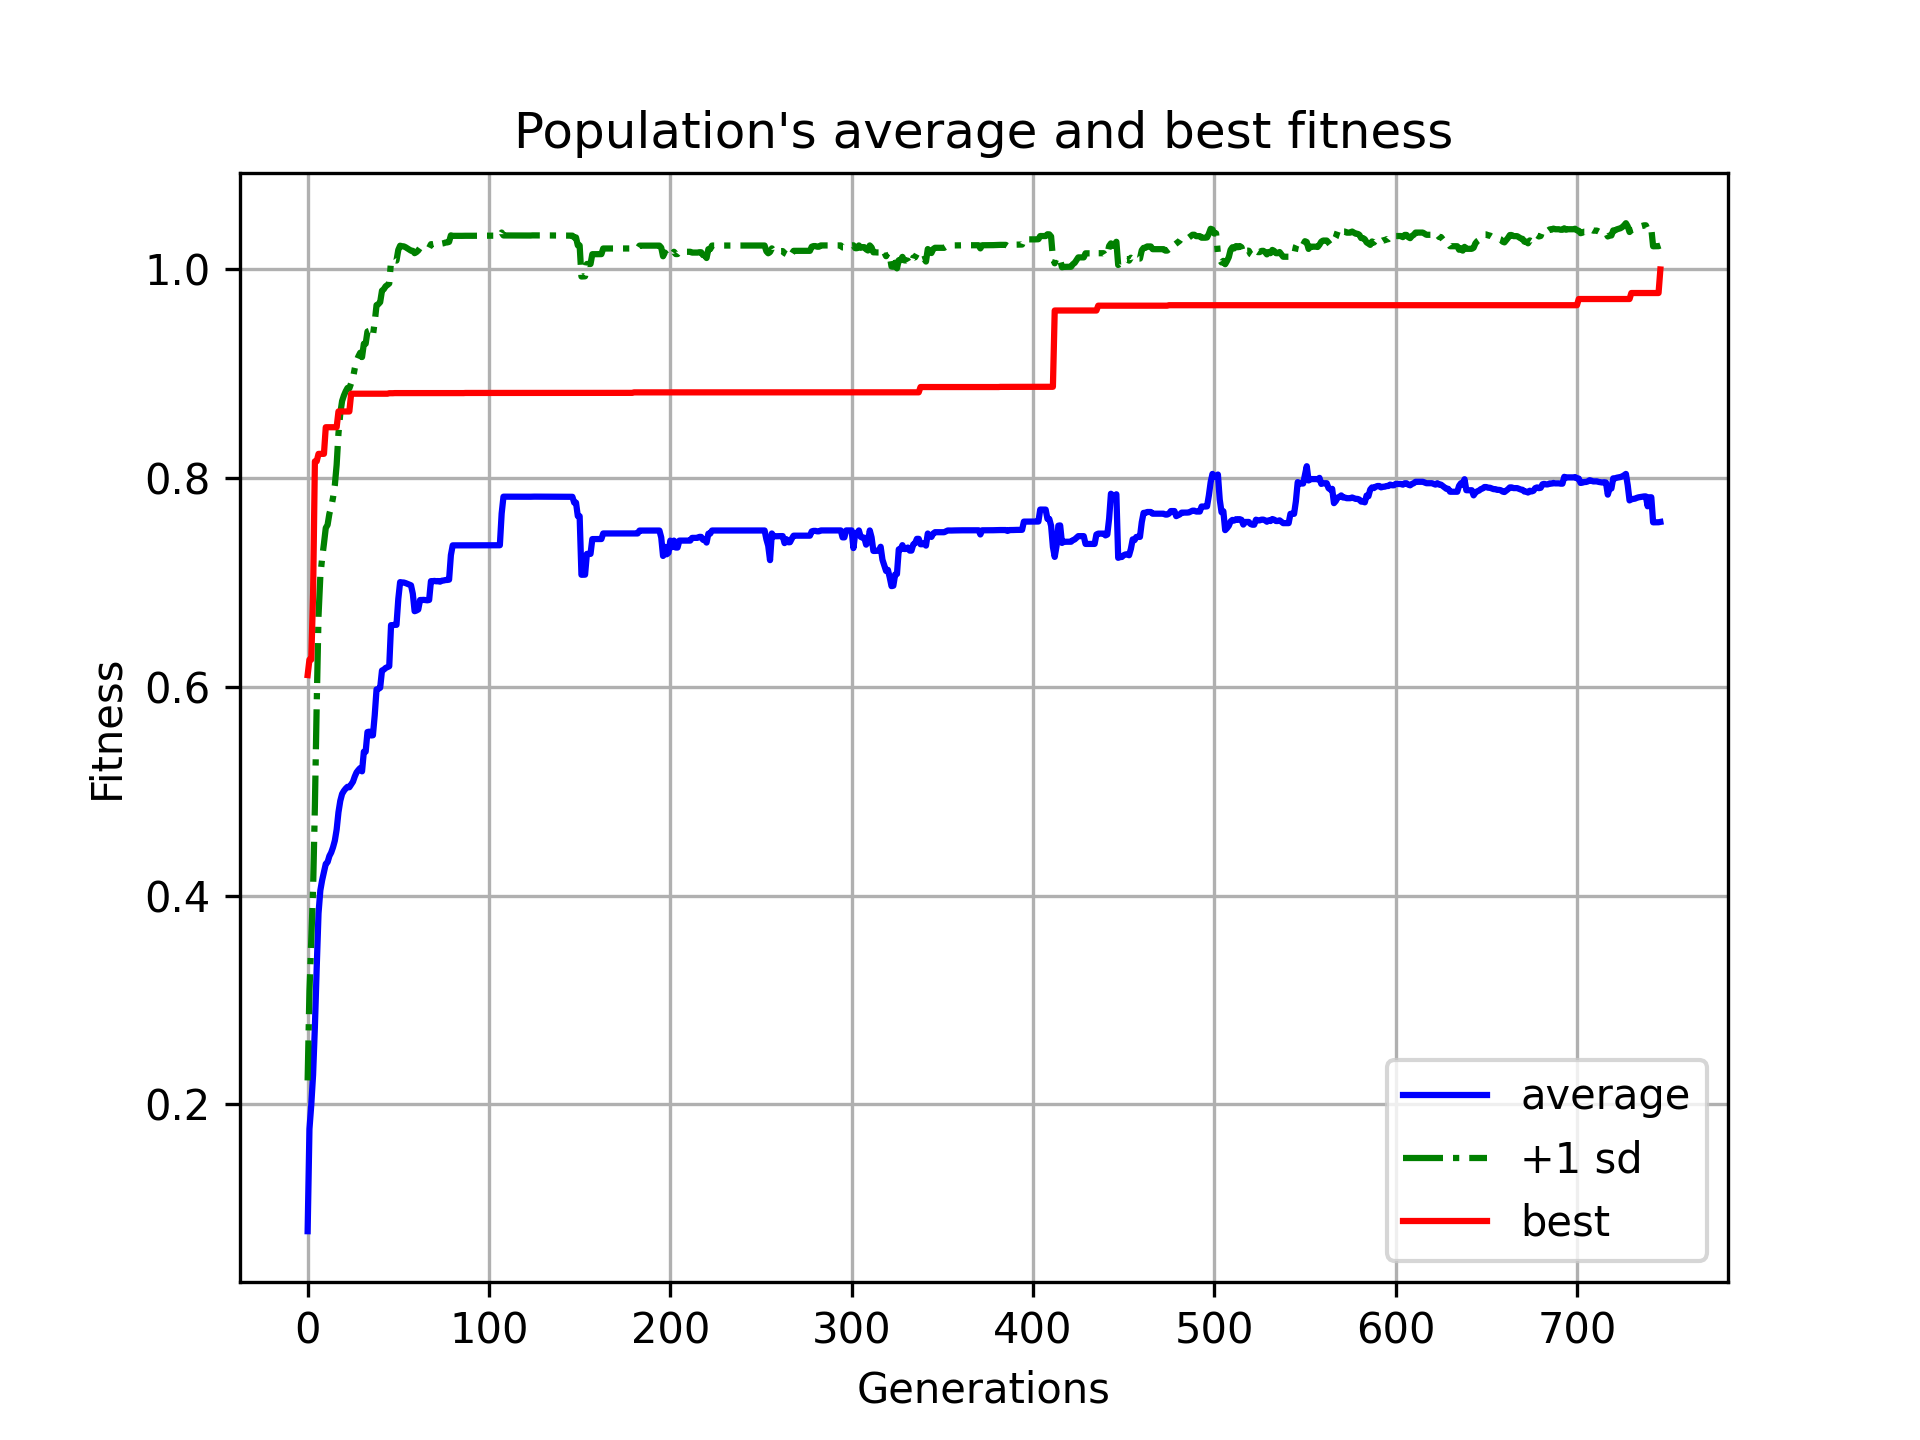 Population's average and best fitness
Fitness
1.0
0.8
0.6
0.4
0.2
0 100 200 300 400 500 600 700
Generations
average
+1 sd
best